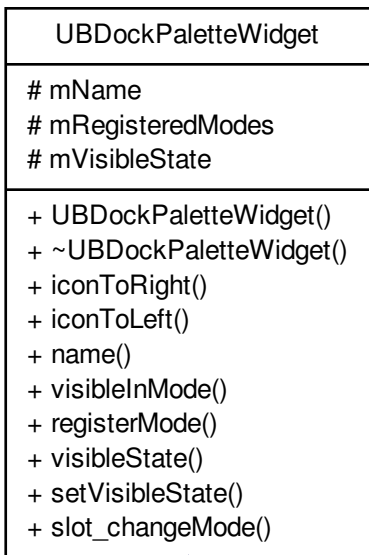 UBDockPaletteWidget
# mName
# mRegisteredModes
# mVisibleState
+ UBDockPaletteWidget()
+ ~UBDockPaletteWidget()
+ iconToRight()
+ iconToLeft()
+ name()
+ visibleInMode()
+ registerMode()
+ visibleState()
+ setVisibleState()
+ slot_changeMode()